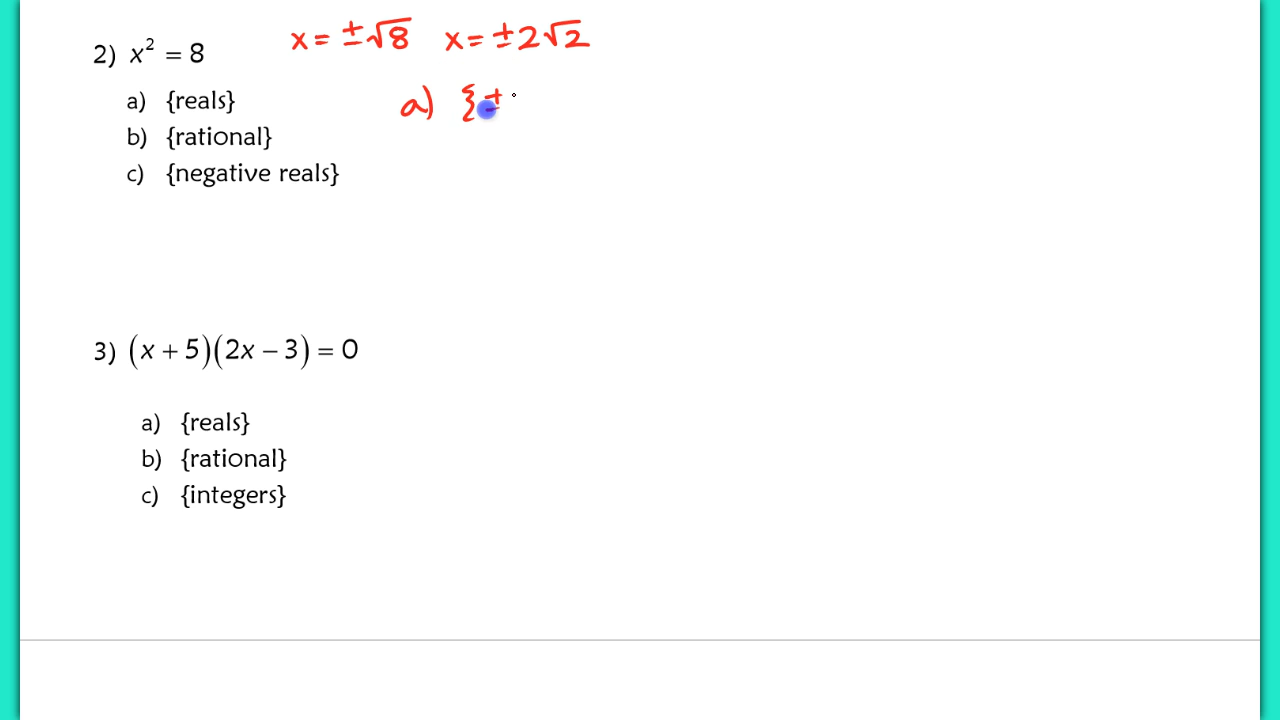 2) x² = 8    x = ±√8    x = ±2√2
a) {reals}    a) {±
b) {rational}
c) {negative reals}
3) (x + 5)(2x − 3) = 0
a) {reals}
b) {rational}
c) {integers}